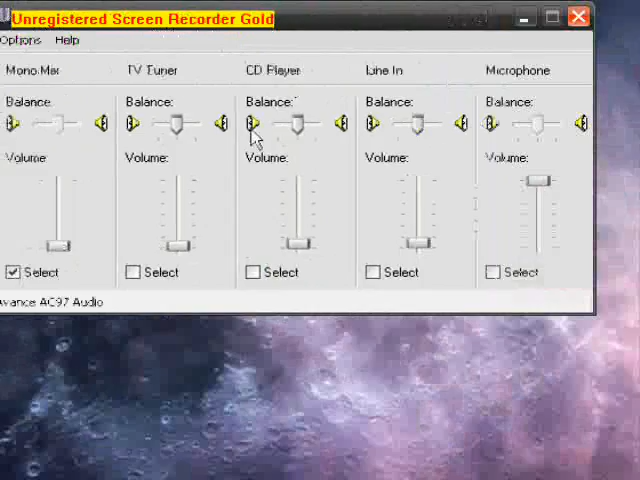 Unregistered Screen Recorder Gold
Options Help
Mono Mix TV Tuner CD Player Line In Microphone
Balance: Balance: Balance: Balance: Balance:
Volume: Volume: Volume: Volume: Volume:
Select Select Select Select Select
Avance AC97 Audio